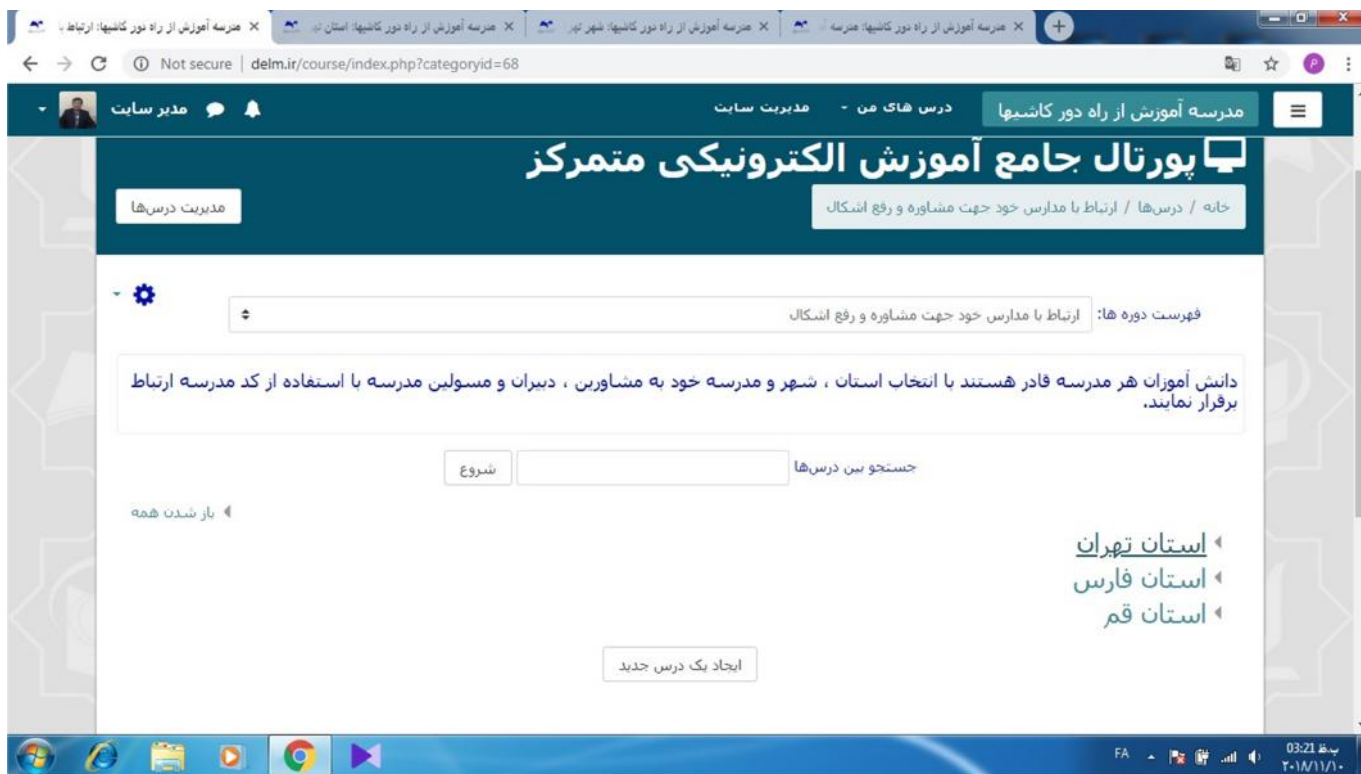 مدرسه آموزش از راه دور کاشیها: ارتباط با
مدرسه آموزش از راه دور کاشیها: استان تهر
مدرسه آموزش از راه دور کاشیها: شهر تهر
مدرسه آموزش از راه دور کاشیها: مدرسه
Not secure | delm.ir/course/index.php?categoryid=68
P
مدرسه آموزش از راه دور کاشیها درس های من مدیریت سایت مدیر سایت
پورتال جامع آموزش الکترونیکی متمرکز
خانه / درس‌ها / ارتباط با مدارس خود جهت مشاوره و رفع اشکال
مدیریت درس‌ها
فهرست دوره ها: ارتباط با مدارس خود جهت مشاوره و رفع اشکال
دانش آموزان هر مدرسه قادر هستند با انتخاب استان ، شهر و مدرسه خود به مشاورین ، دبیران و مسولین مدرسه با استفاده از کد مدرسه ارتباط
برقرار نمایند.
جستجو بین درس‌ها شروع
باز شدن همه
استان تهران
استان فارس
استان قم
ایجاد یک درس جدید
FA
03:21 ب.ظ
۲۰۱۸/۱۱/۱۰